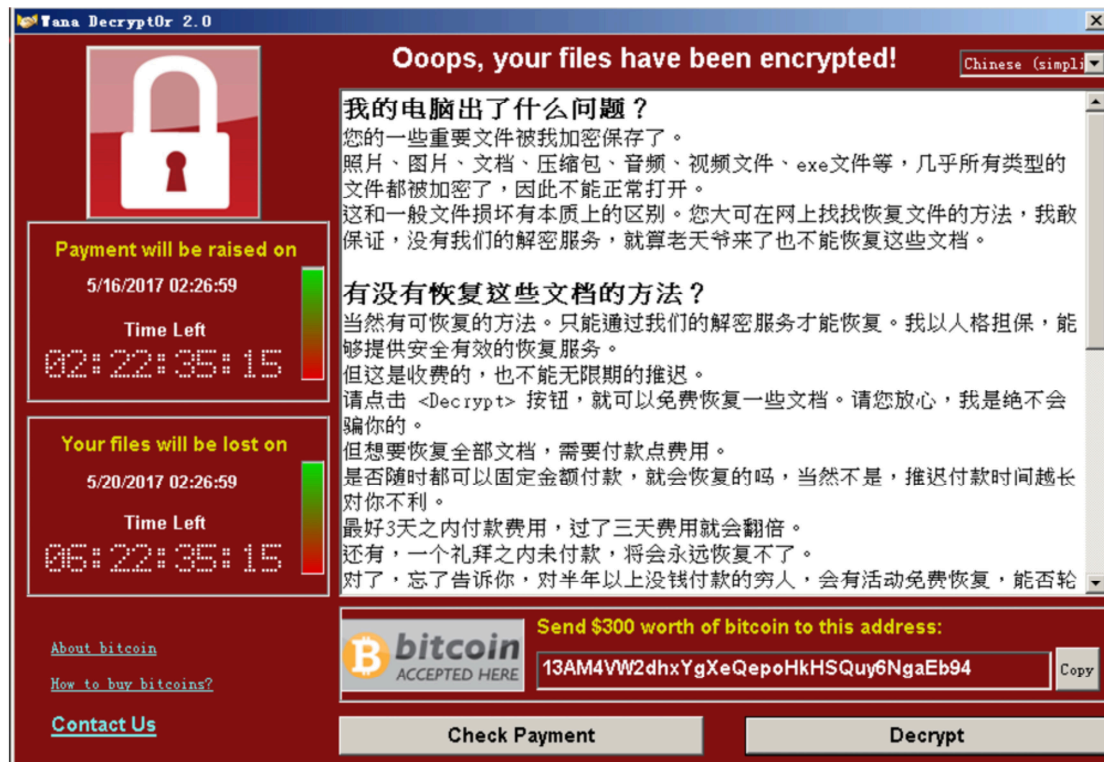 Wana Decrypt0r 2.0
Ooops, your files have been encrypted!
Chinese (simpli
Payment will be raised on
5/16/2017 02:26:59
Time Left
02:22:35:15
Your files will be lost on
5/20/2017 02:26:59
Time Left
06:22:35:15
About bitcoin
How to buy bitcoins?
Contact Us
我的电脑出了什么问题？
您的一些重要文件被我加密保存了。
照片、图片、文档、压缩包、音频、视频文件、exe文件等，几乎所有类型的
文件都被加密了，因此不能正常打开。
这和一般文件损坏有本质上的区别。您大可在网上找找恢复文件的方法，我敢
保证，没有我们的解密服务，就算老天爷来了也不能恢复这些文档。
有没有恢复这些文档的方法？
当然有可恢复的方法。只能通过我们的解密服务才能恢复。我以人格担保，能
够提供安全有效的恢复服务。
但这是收费的，也不能无限期的推迟。
请点击 <Decrypt> 按钮，就可以免费恢复一些文档。请您放心，我是绝不会
骗你的。
但想要恢复全部文档，需要付款点费用。
是否随时都可以固定金额付款，就会恢复的吗，当然不是，推迟付款时间越长
对你不利。
最好3天之内付款费用，过了三天费用就会翻倍。
还有，一个礼拜之内未付款，将会永远恢复不了。
对了，忘了告诉你，对半年以上没钱付款的穷人，会有活动免费恢复，能否轮
bitcoin
ACCEPTED HERE
Send $300 worth of bitcoin to this address:
13AM4VW2dhxYgXeQepoHkHSQuy6NgaEb94
Copy
Check Payment
Decrypt